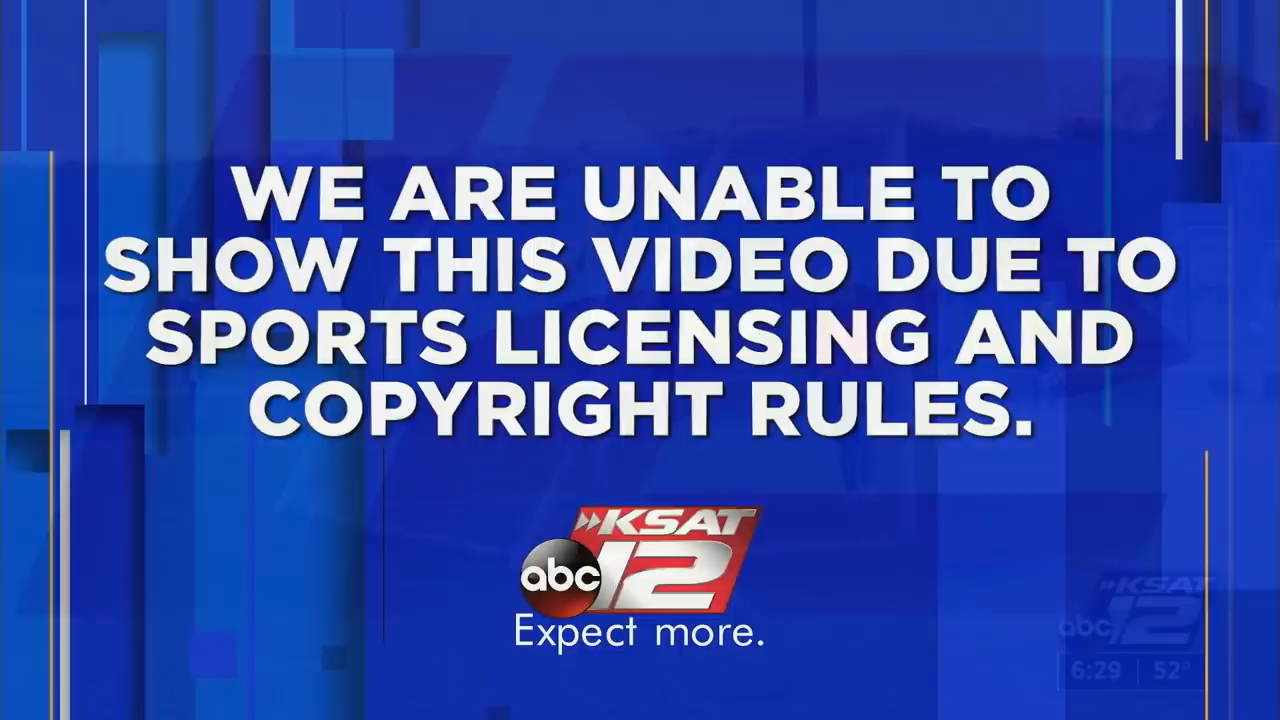 WE ARE UNABLE TO
SHOW THIS VIDEO DUE TO
SPORTS LICENSING AND
COPYRIGHT RULES.
KSAT
abc 12
Expect more.
KSAT
abc 12
6:29 52°